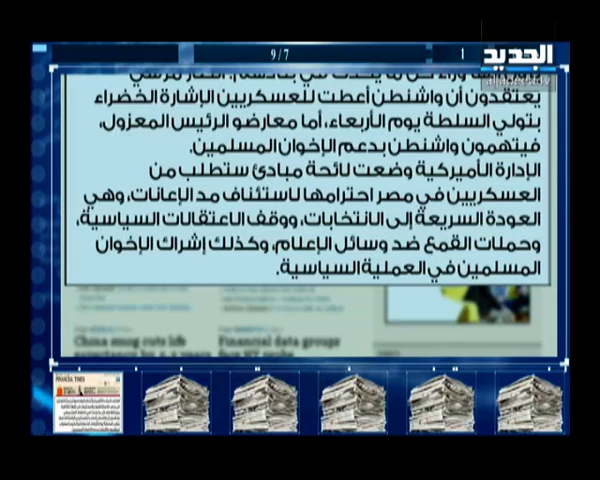 9/7
1
الجديد
aljadeed.tv
يعتقدون أن واشنطن أعطت للعسكريين الإشارة الخضراء
بتولي السلطة يوم الأربعاء، أما معارضو الرئيس المعزول،
فيتهمون واشنطن بدعم الإخوان المسلمين.
الإدارة الأميركية وضعت لائحة مبادئ ستطلب من
العسكريين في مصر احترامها لاستئناف مد الإعانات، وهي
العودة السريعة إلى الانتخابات، ووقف الاعتقالات السياسية،
وحملات القمع ضد وسائل الإعلام، وكذلك إشراك الإخوان
المسلمين في العملية السياسية.
China smog cuts life
Financial data groups
FINANCIAL TIMES